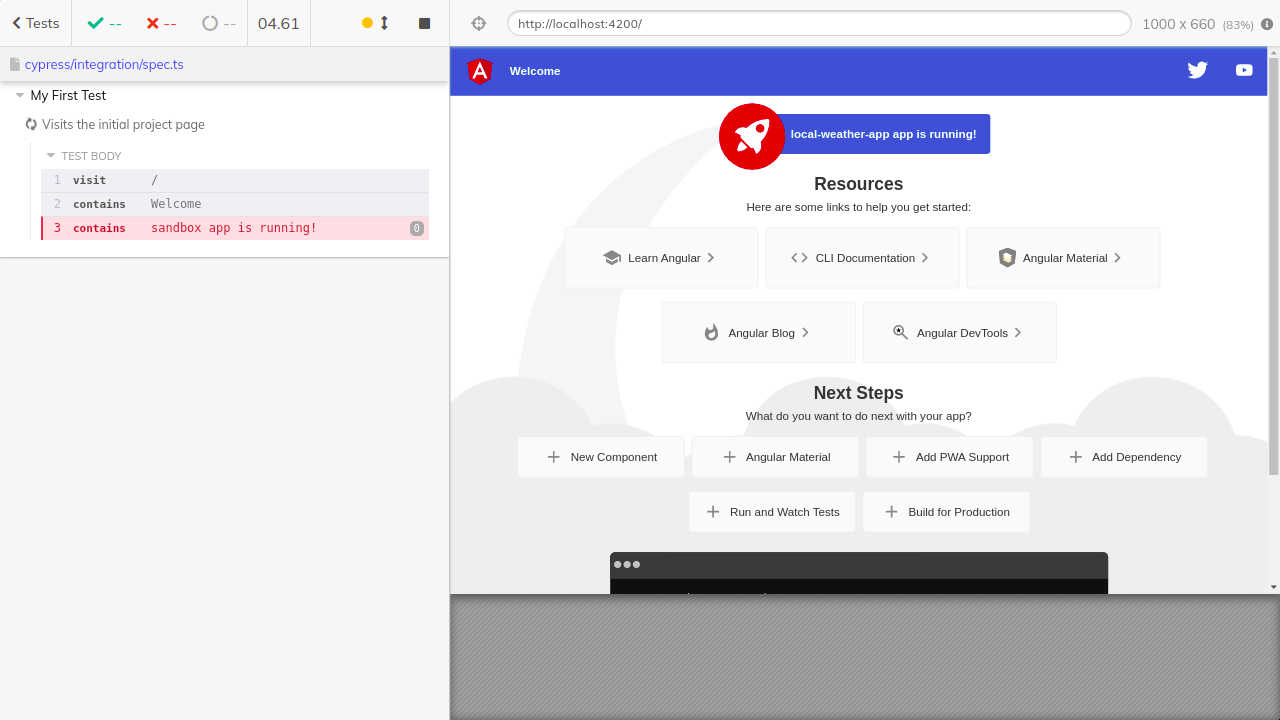 Tests -- -- -- 04.61 http://localhost:4200/ 1000 x 660 (83%)
cypress/integration/spec.ts
My First Test
Visits the initial project page
TEST BODY
1 visit /
2 contains Welcome
3 contains sandbox app is running! 0
Welcome
local-weather-app app is running!
Resources
Here are some links to help you get started:
Learn Angular CLI Documentation Angular Material
Angular Blog Angular DevTools
Next Steps
What do you want to do next with your app?
New Component Angular Material Add PWA Support Add Dependency
Run and Watch Tests Build for Production